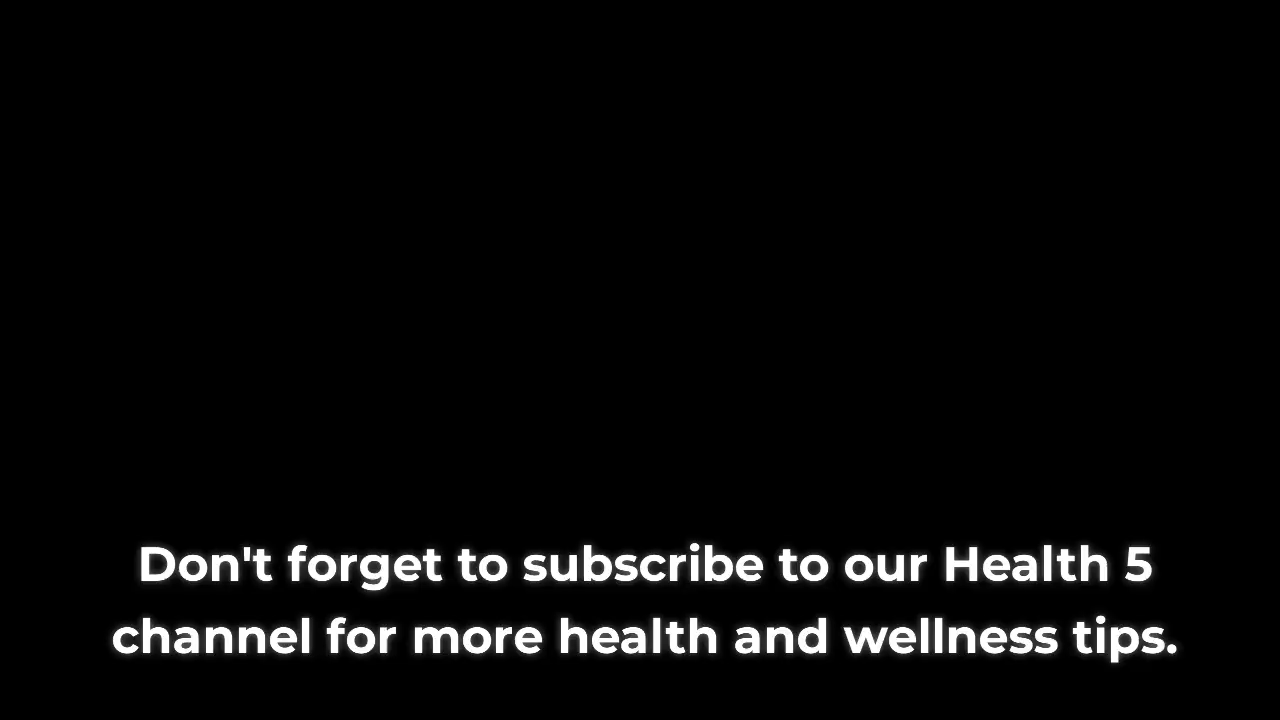 Don't forget to subscribe to our Health 5
channel for more health and wellness tips.